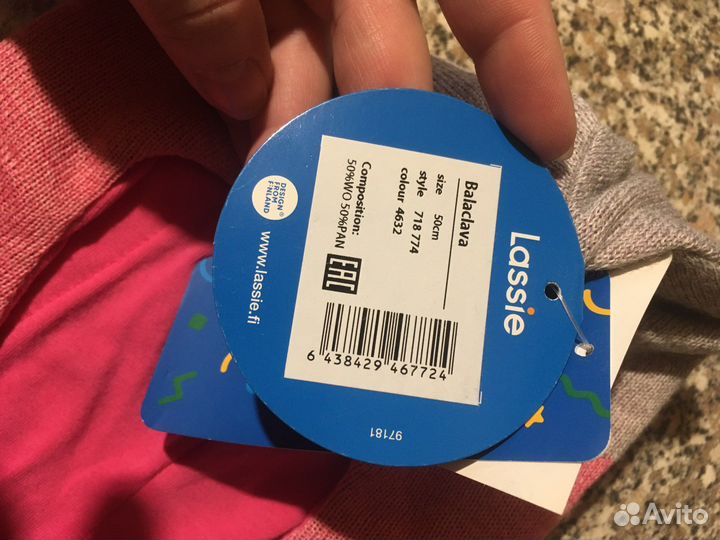 Lassie
Balaclava
size 50cm
style 718 774
colour 4632
Composition:
50%WO 50%PAN
EAC
6 438429 467724
DESIGN
FROM
FINLAND
www.lassie.fi
97181
Avito